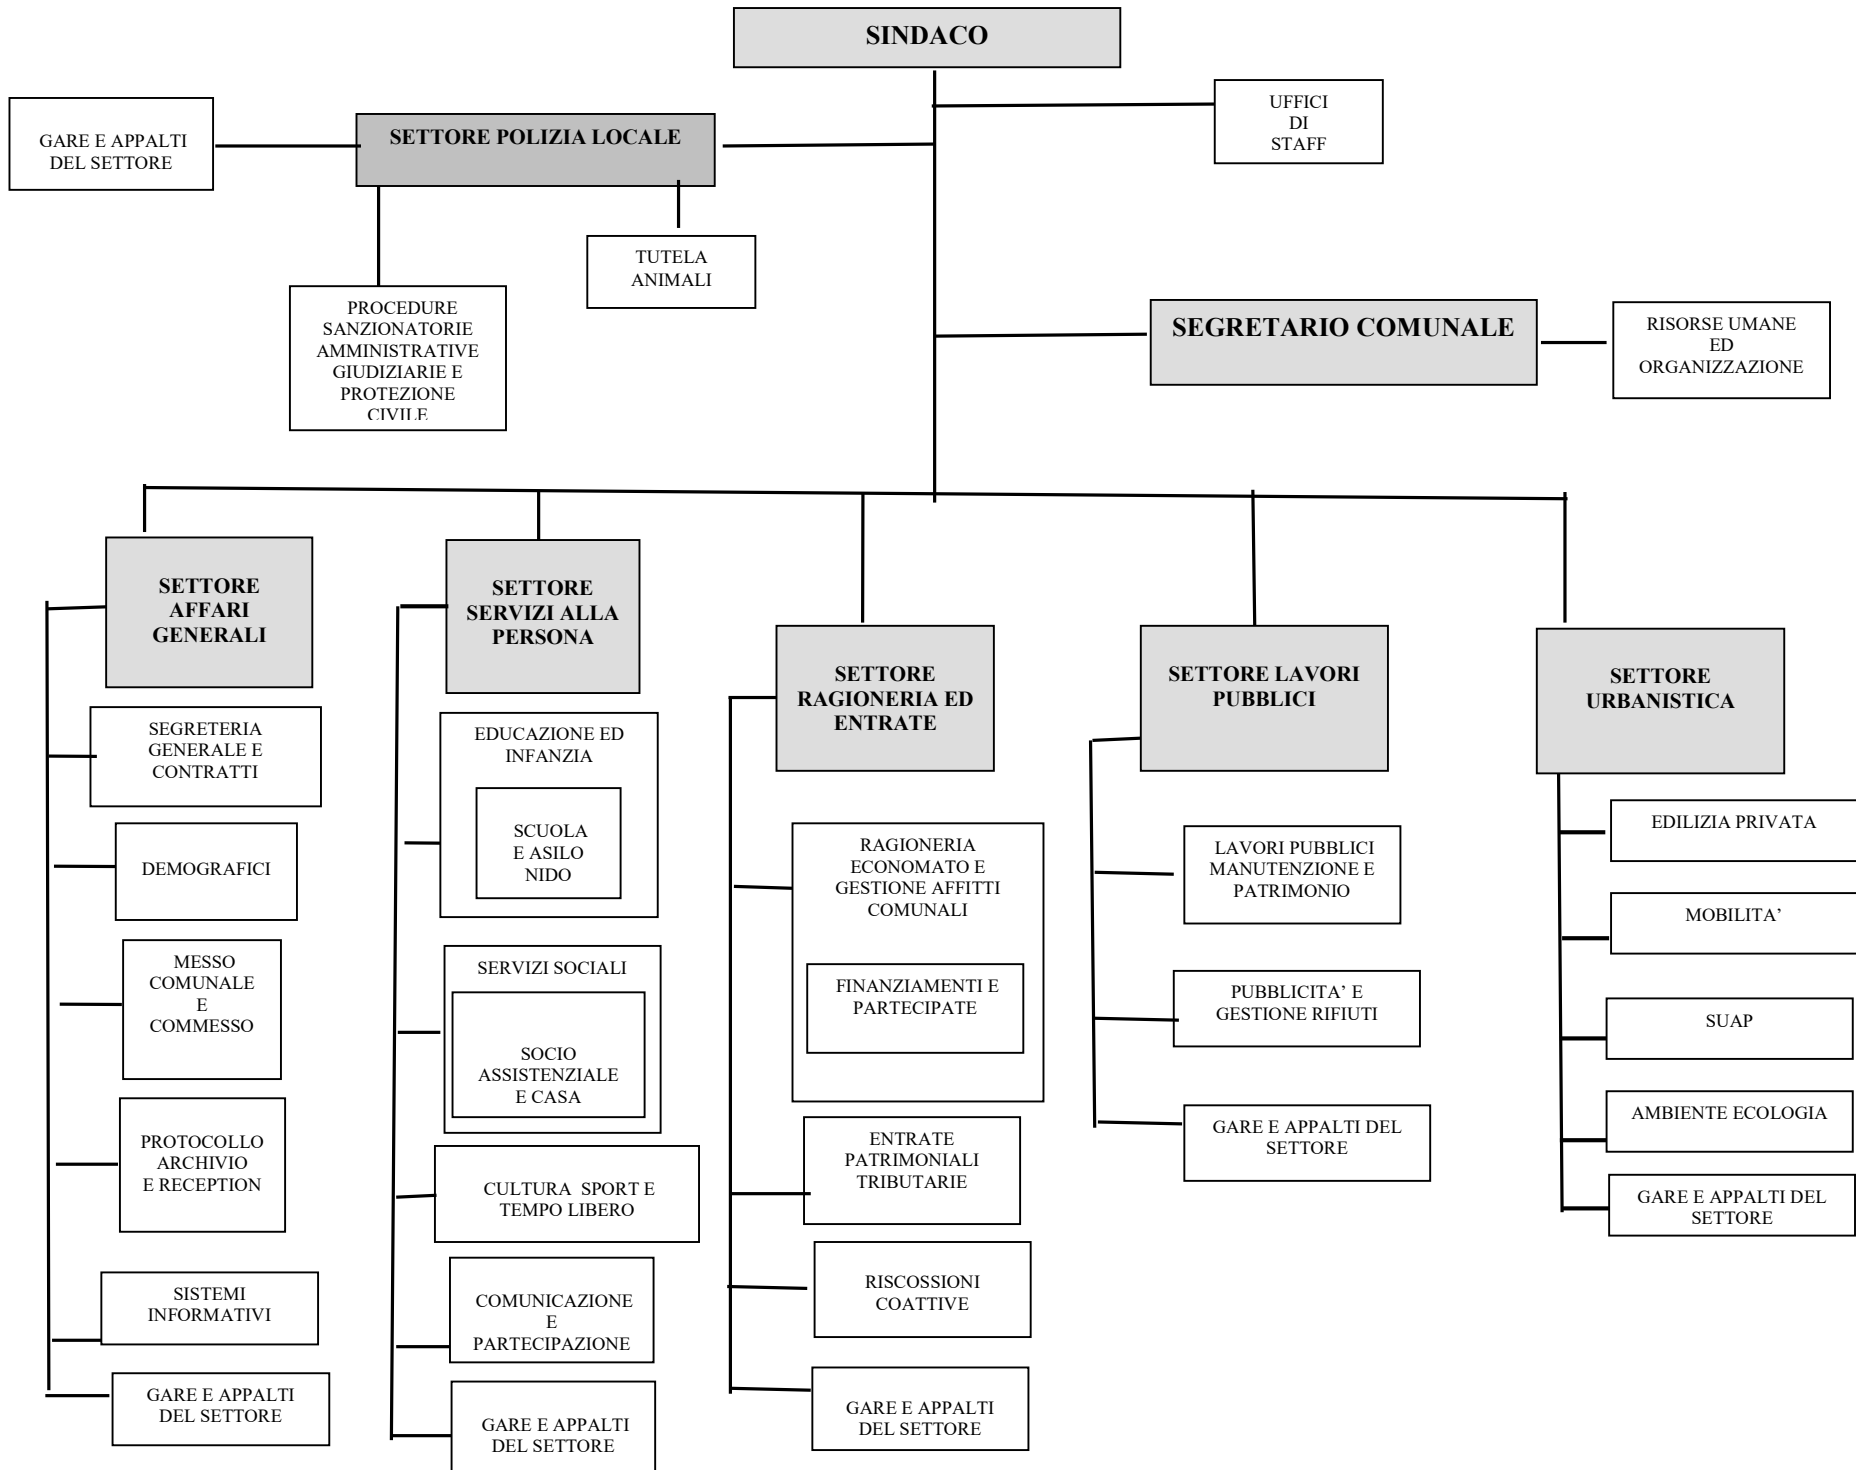 SINDACO
UFFICI
DI
STAFF
GARE E APPALTI
DEL SETTORE
SETTORE POLIZIA LOCALE
TUTELA
ANIMALI
PROCEDURE
SANZIONATORIE
AMMINISTRATIVE
GIUDIZIARIE E
PROTEZIONE
CIVILE
SEGRETARIO COMUNALE
RISORSE UMANE
ED
ORGANIZZAZIONE
SETTORE
AFFARI
GENERALI
SEGRETERIA
GENERALE E
CONTRATTI
DEMOGRAFICI
MESSO
COMUNALE
E
COMMESSO
PROTOCOLLO
ARCHIVIO
E RECEPTION
SISTEMI
INFORMATIVI
GARE E APPALTI
DEL SETTORE
SETTORE
SERVIZI ALLA
PERSONA
EDUCAZIONE ED
INFANZIA
SCUOLA
E ASILO
NIDO
SERVIZI SOCIALI
SOCIO
ASSISTENZIALE
E CASA
CULTURA  SPORT E
TEMPO LIBERO
COMUNICAZIONE
E
PARTECIPAZIONE
GARE E APPALTI
DEL SETTORE
SETTORE
RAGIONERIA ED
ENTRATE
RAGIONERIA
ECONOMATO E
GESTIONE AFFITTI
COMUNALI
FINANZIAMENTI E
PARTECIPATE
ENTRATE
PATRIMONIALI
TRIBUTARIE
RISCOSSIONI
COATTIVE
GARE E APPALTI
DEL SETTORE
SETTORE LAVORI
PUBBLICI
LAVORI PUBBLICI
MANUTENZIONE E
PATRIMONIO
PUBBLICITA’ E
GESTIONE RIFIUTI
GARE E APPALTI DEL
SETTORE
SETTORE
URBANISTICA
EDILIZIA PRIVATA
MOBILITA’
SUAP
AMBIENTE ECOLOGIA
GARE E APPALTI DEL
SETTORE